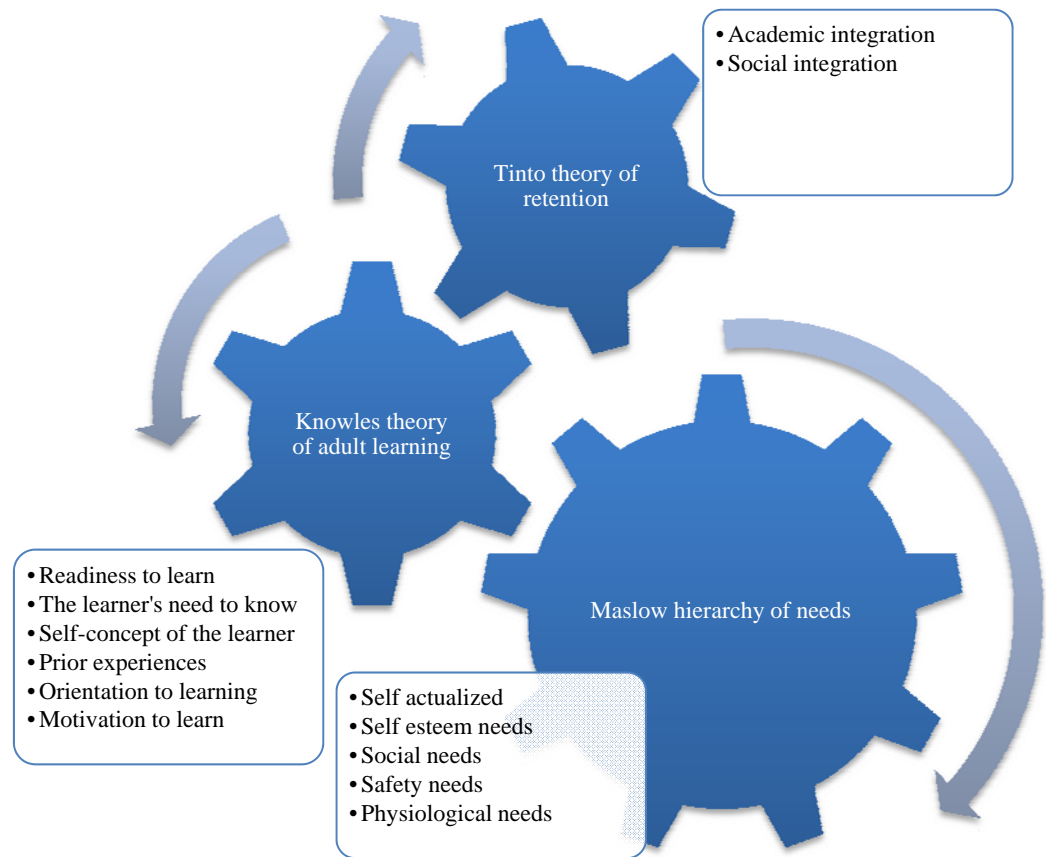 • Academic integration
• Social integration
Tinto theory of
retention
Knowles theory
of adult learning
Maslow hierarchy of needs
• Readiness to learn
• The learner's need to know
• Self-concept of the learner
• Prior experiences
• Orientation to learning
• Motivation to learn
• Self actualized
• Self esteem needs
• Social needs
• Safety needs
• Physiological needs